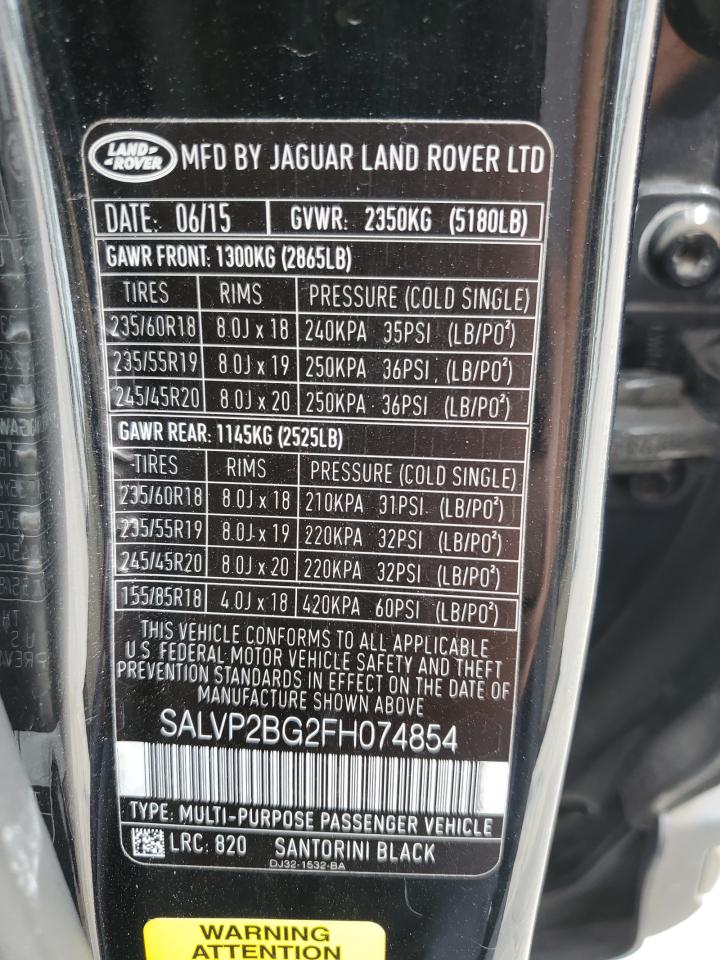 LAND ROVER MFD BY JAGUAR LAND ROVER LTD
DATE: 06/15 GVWR: 2350KG (5180LB)
GAWR FRONT: 1300KG (2865LB)
TIRES RIMS PRESSURE (COLD SINGLE)
235/60R18 8.0J x 18 240KPA 35PSI (LB/PO²)
235/55R19 8.0J x 19 250KPA 36PSI (LB/PO²)
245/45R20 8.0J x 20 250KPA 36PSI (LB/PO²)
GAWR REAR: 1145KG (2525LB)
TIRES RIMS PRESSURE (COLD SINGLE)
235/60R18 8.0J x 18 210KPA 31PSI (LB/PO²)
235/55R19 8.0J x 19 220KPA 32PSI (LB/PO²)
245/45R20 8.0J x 20 220KPA 32PSI (LB/PO²)
155/85R18 4.0J x 18 420KPA 60PSI (LB/PO²)
THIS VEHICLE CONFORMS TO ALL APPLICABLE
U.S FEDERAL MOTOR VEHICLE SAFETY AND THEFT
PREVENTION STANDARDS IN EFFECT ON THE DATE OF
MANUFACTURE SHOWN ABOVE
SALVP2BG2FH074854
TYPE: MULTI-PURPOSE PASSENGER VEHICLE
LRC: 820 SANTORINI BLACK
DJ32-1532-BA
WARNING
ATTENTION